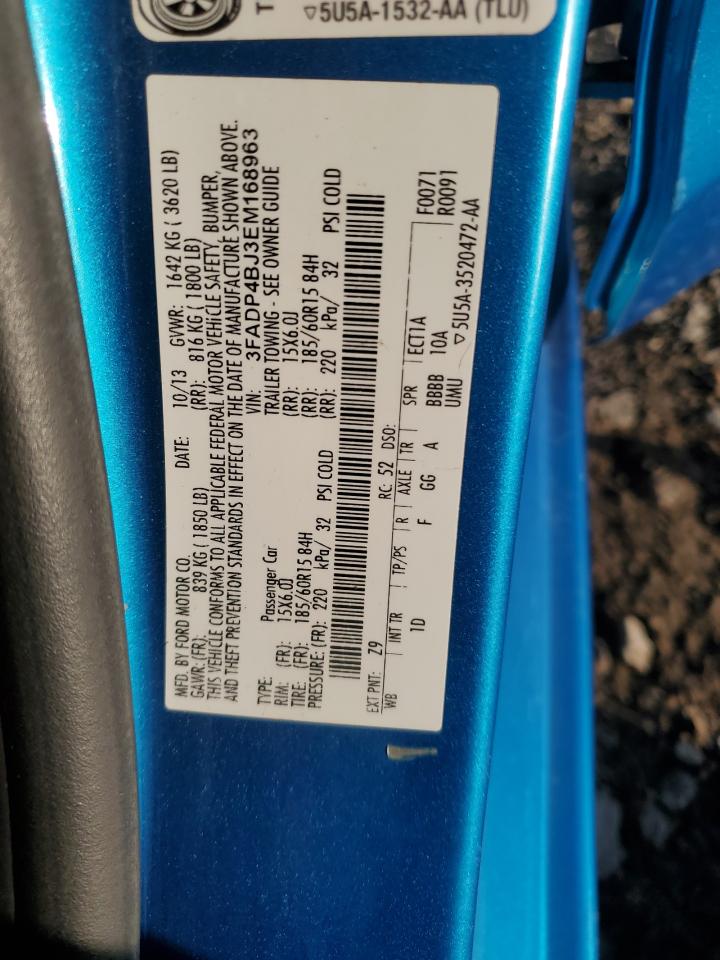 T
▽5U5A-1532-AA (TLU)
MFD. BY FORD MOTOR CO. DATE: 10/13 GVWR: 1642 KG ( 3620 LB)
GAWR: (FR): 839 KG ( 1850 LB) (RR): 816 KG ( 1800 LB)
THIS VEHICLE CONFORMS TO ALL APPLICABLE FEDERAL MOTOR VEHICLE SAFETY, BUMPER,
AND THEFT PREVENTION STANDARDS IN EFFECT ON THE DATE OF MANUFACTURE SHOWN ABOVE.
VIN: 3FADP4BJ3EM168963
TYPE: Passenger Car TRAILER TOWING - SEE OWNER GUIDE
RIM: (FR): 15X6.0J (RR): 15X6.0J
TIRE: (FR): 185/60R15 84H (RR): 185/60R15 84H
PRESSURE: (FR): 220 kPa/ 32 PSI COLD (RR): 220 kPa/ 32 PSI COLD
EXT PNT: Z9 RC: 52 DSO: F0071
WB INT TR TP/PS R AXLE TR SPR ECT1A R0091
1D F GG A BBBB 10A
UMU ▽5U5A-3520472-AA